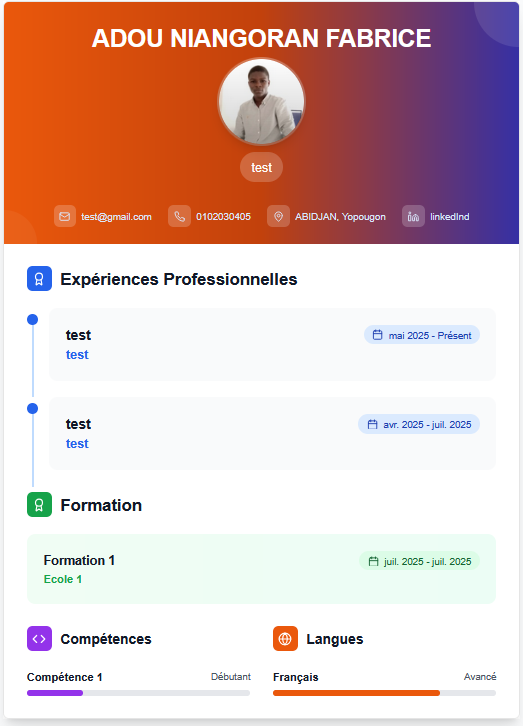 ADOU NIANGORAN FABRICE
test
test@gmail.com 0102030405 ABIDJAN, Yopougon linkedInd
Expériences Professionnelles
test mai 2025 - Présent
test
test avr. 2025 - juil. 2025
test
Formation
Formation 1 juil. 2025 - juil. 2025
Ecole 1
Compétences Langues
Compétence 1 Débutant Français Avancé